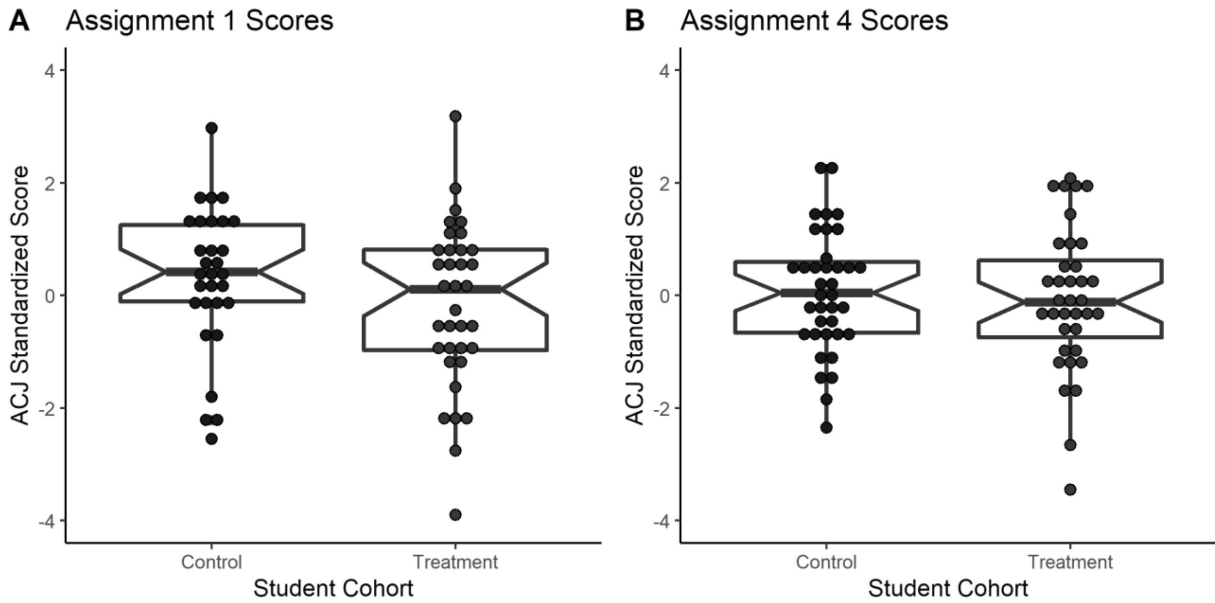 A Assignment 1 Scores
ACJ Standardized Score
4
2
0
-2
-4
Control Treatment
Student Cohort
B Assignment 4 Scores
ACJ Standardized Score
4
2
0
-2
-4
Control Treatment
Student Cohort